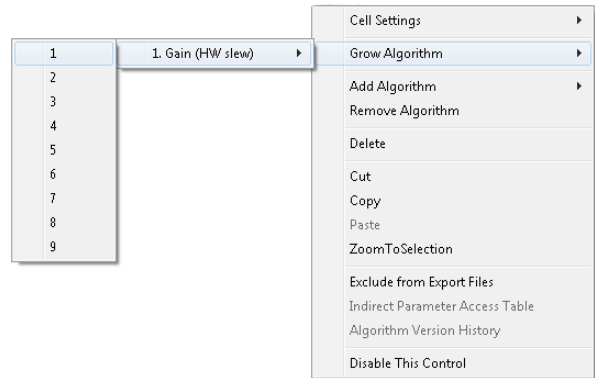 Cell Settings
Grow Algorithm
1. Gain (HW slew)
1
2
3
4
5
6
7
8
9
Add Algorithm
Remove Algorithm
Delete
Cut
Copy
Paste
ZoomToSelection
Exclude from Export Files
Indirect Parameter Access Table
Algorithm Version History
Disable This Control